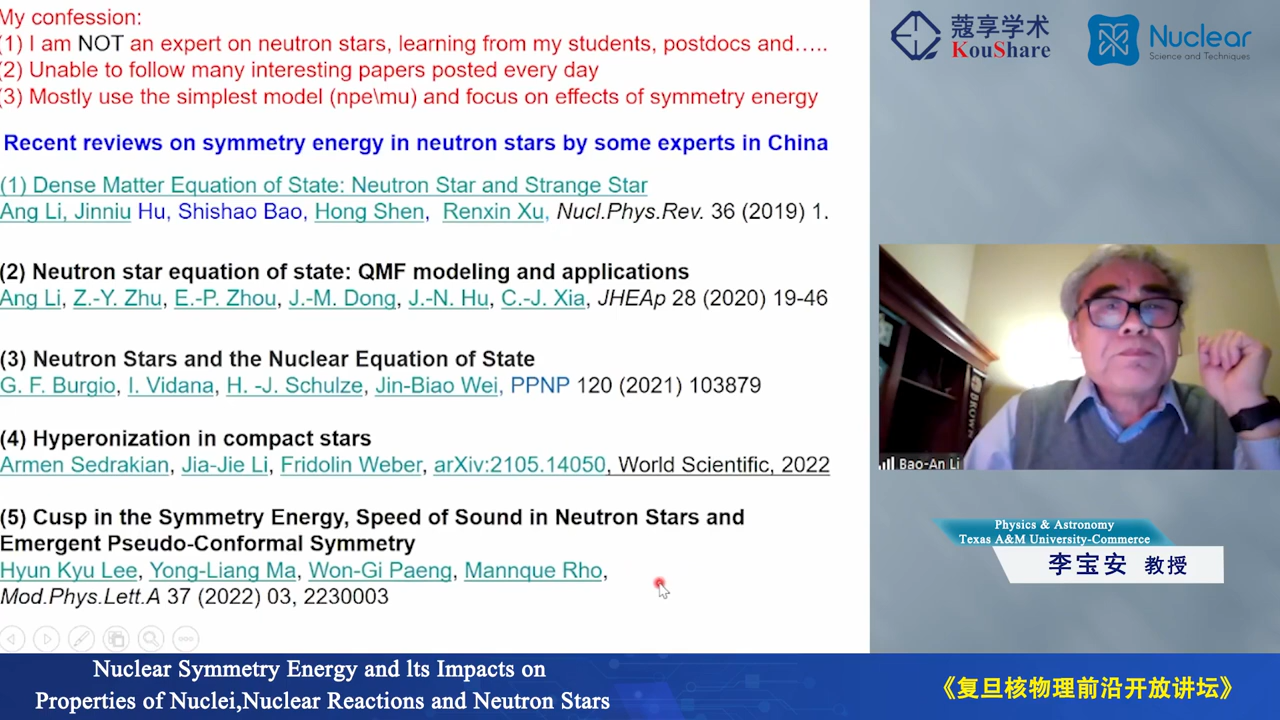 My confession:
(1) I am NOT an expert on neutron stars, learning from my students, postdocs and…..
(2) Unable to follow many interesting papers posted every day
(3) Mostly use the simplest model (npe\mu) and focus on effects of symmetry energy
Recent reviews on symmetry energy in neutron stars by some experts in China
(1) Dense Matter Equation of State: Neutron Star and Strange Star
Ang Li, Jinniu Hu, Shishao Bao, Hong Shen, Renxin Xu, Nucl.Phys.Rev. 36 (2019) 1.
(2) Neutron star equation of state: QMF modeling and applications
Ang Li, Z.-Y. Zhu, E.-P. Zhou, J.-M. Dong, J.-N. Hu, C.-J. Xia, JHEAp 28 (2020) 19-46
(3) Neutron Stars and the Nuclear Equation of State
G. F. Burgio, I. Vidana, H. -J. Schulze, Jin-Biao Wei, PPNP 120 (2021) 103879
(4) Hyperonization in compact stars
Armen Sedrakian, Jia-Jie Li, Fridolin Weber, arXiv:2105.14050, World Scientific, 2022
(5) Cusp in the Symmetry Energy, Speed of Sound in Neutron Stars and
Emergent Pseudo-Conformal Symmetry
Hyun Kyu Lee, Yong-Liang Ma, Won-Gi Paeng, Mannque Rho,
Mod.Phys.Lett.A 37 (2022) 03, 2230003
蔻享学术
KouShare
Nuclear
Science and Techniques
BROWN
Bao-An Li
Physics & Astronomy
Texas A&M University-Commerce
李宝安 教授
Nuclear Symmetry Energy and lts Impacts on
Properties of Nuclei,Nuclear Reactions and Neutron Stars
《复旦核物理前沿开放讲坛》